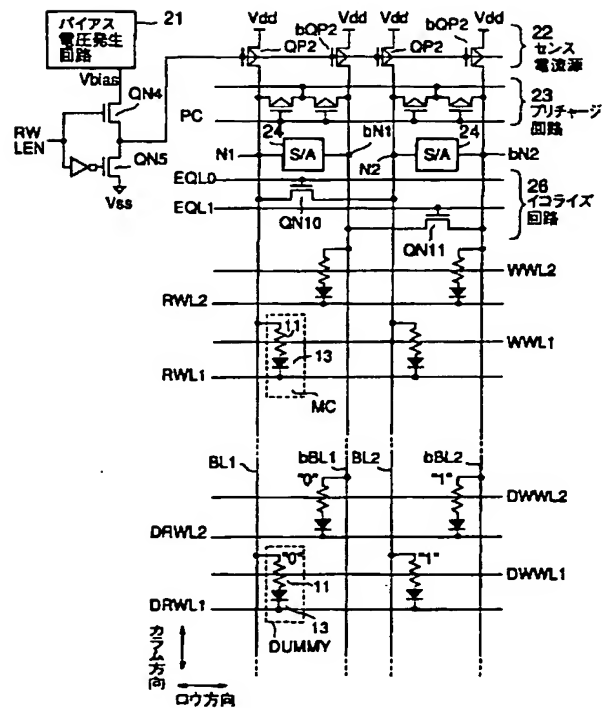 バイアス
電圧発生
回路
21
Vbias
QN4
RW
LEN
QN5
Vss
Vdd
bQP2
Vdd
QP2
Vdd
bQP2
Vdd
QP2
22
センス
電流源
PC
23
プリチャージ
回路
N1
24
S/A
bN1
N2
24
S/A
bN2
EQL0
EQL1
QN10
QN11
26
イコライズ
回路
WWL2
RWL2
11
WWL1
13
RWL1
MC
BL1
bBL1
BL2
bBL2
"0"
"1"
DWWL2
DRWL2
"0"
"1"
11
DWWL1
DRWL1
13
DUMMY
カラム方向
ロウ方向